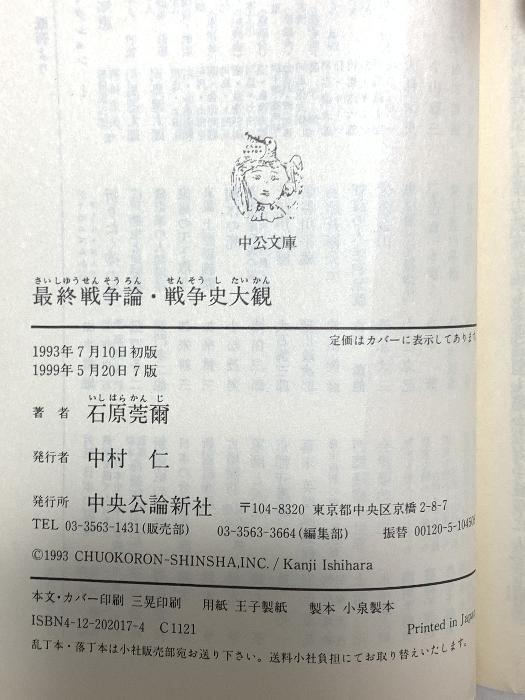 中公文庫
さいしゆうせんそうろん せんそうしたいかん
最終戦争論・戦争史大観
定価はカバーに表示してあります
1993年7月10日初版
1999年5月20日7版
いしはらかんじ
著者 石原莞爾
発行者 中村 仁
発行所 中央公論新社 〒104-8320 東京都中央区京橋2-8-7
TEL 03-3563-1431(販売部) 03-3563-3664(編集部) 振替 00120-5-104508
©1993 CHUOKORON-SHINSHA,INC. / Kanji Ishihara
本文・カバー印刷 三晃印刷 用紙 王子製紙 製本 小泉製本
ISBN4-12-202017-4 C1121
Printed in Japan
乱丁本・落丁本は小社販売部宛お送り下さい。送料小社負担にてお取り替えいたします。